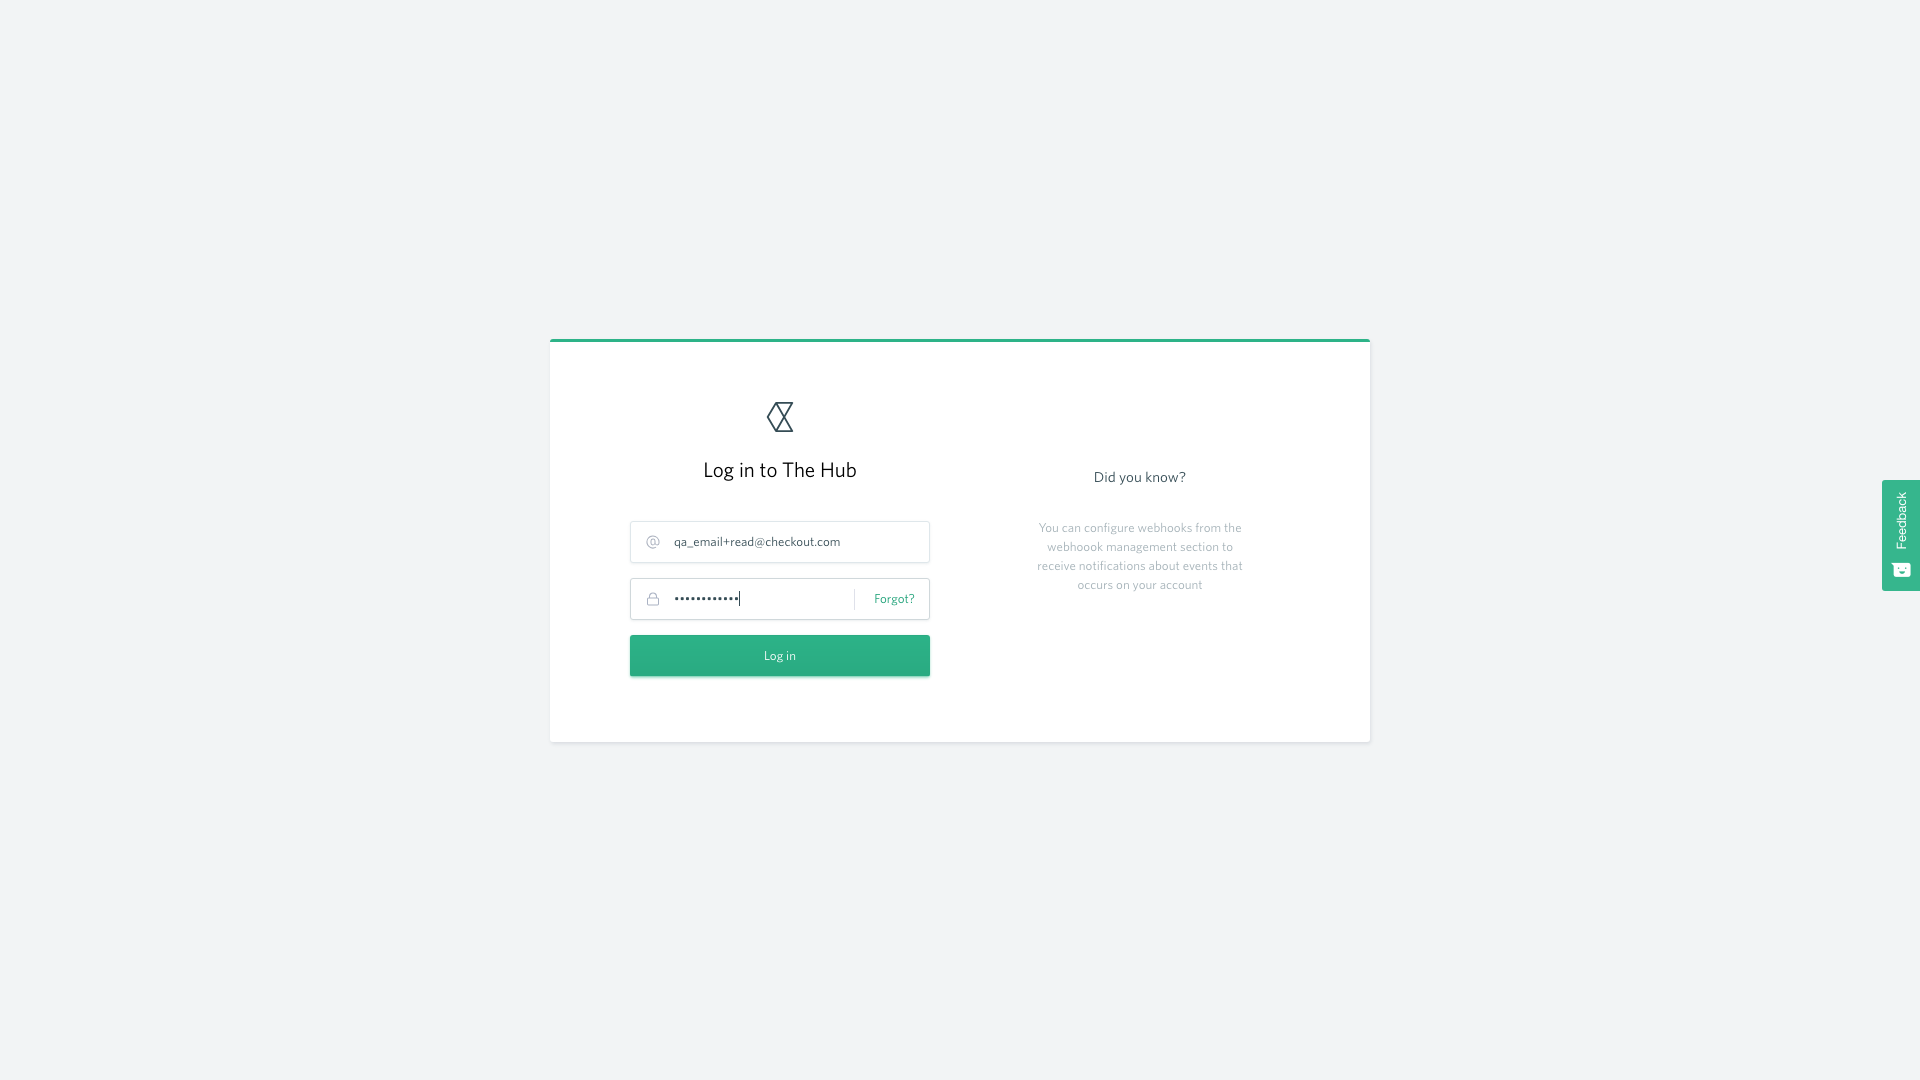 Log in to The Hub
qa_email+read@checkout.com
••••••••••••
Forgot?
Log in
Did you know?
You can configure webhooks from the
webhoook management section to
receive notifications about events that
occurs on your account
Feedback